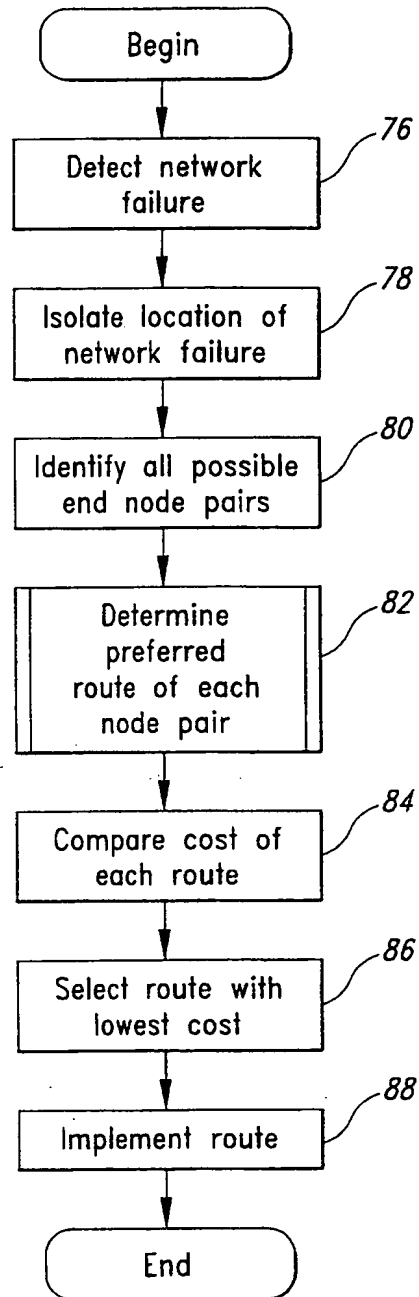 Begin
76
Detect network
failure
78
Isolate location of
network failure
80
Identify all possible
end node pairs
82
Determine
preferred
route of each
node pair
84
Compare cost of
each route
86
Select route with
lowest cost
88
Implement route
End